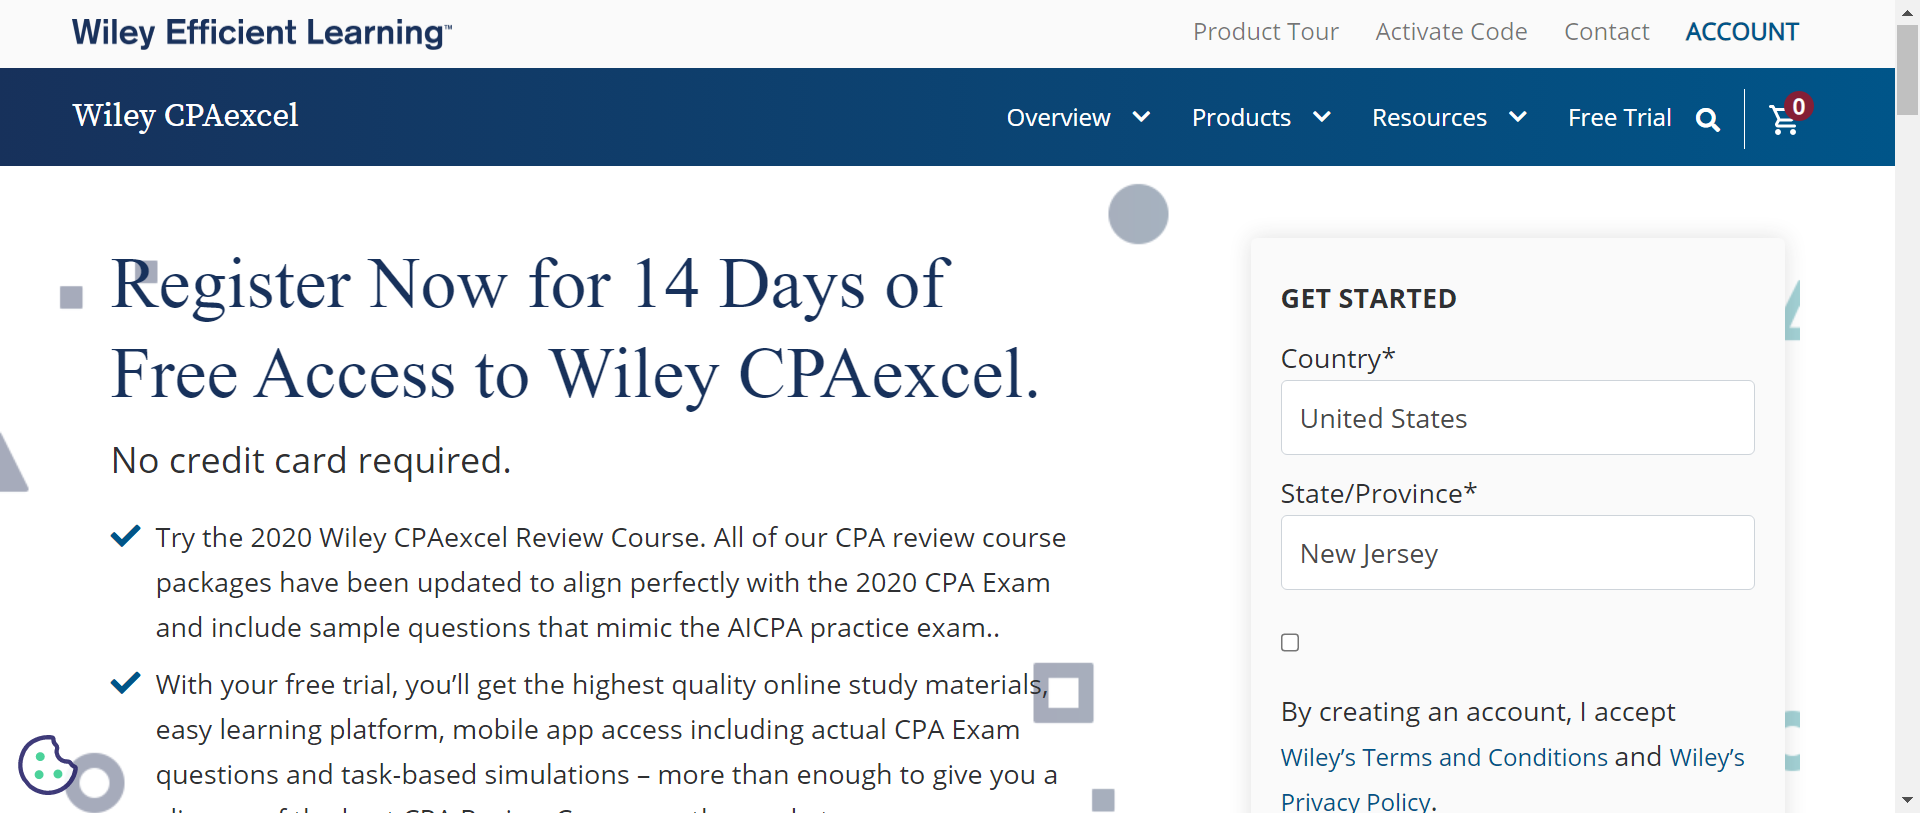 Wiley Efficient Learning™
Product Tour
Activate Code
Contact
ACCOUNT
Wiley CPAexcel
Overview
Products
Resources
Free Trial
0
Register Now for 14 Days of
Free Access to Wiley CPAexcel.
No credit card required.
Try the 2020 Wiley CPAexcel Review Course. All of our CPA review course
packages have been updated to align perfectly with the 2020 CPA Exam
and include sample questions that mimic the AICPA practice exam..
With your free trial, you’ll get the highest quality online study materials,
easy learning platform, mobile app access including actual CPA Exam
questions and task-based simulations – more than enough to give you a
GET STARTED
Country*
United States
State/Province*
New Jersey
By creating an account, I accept
Wiley’s Terms and Conditions and Wiley’s
Privacy Policy.